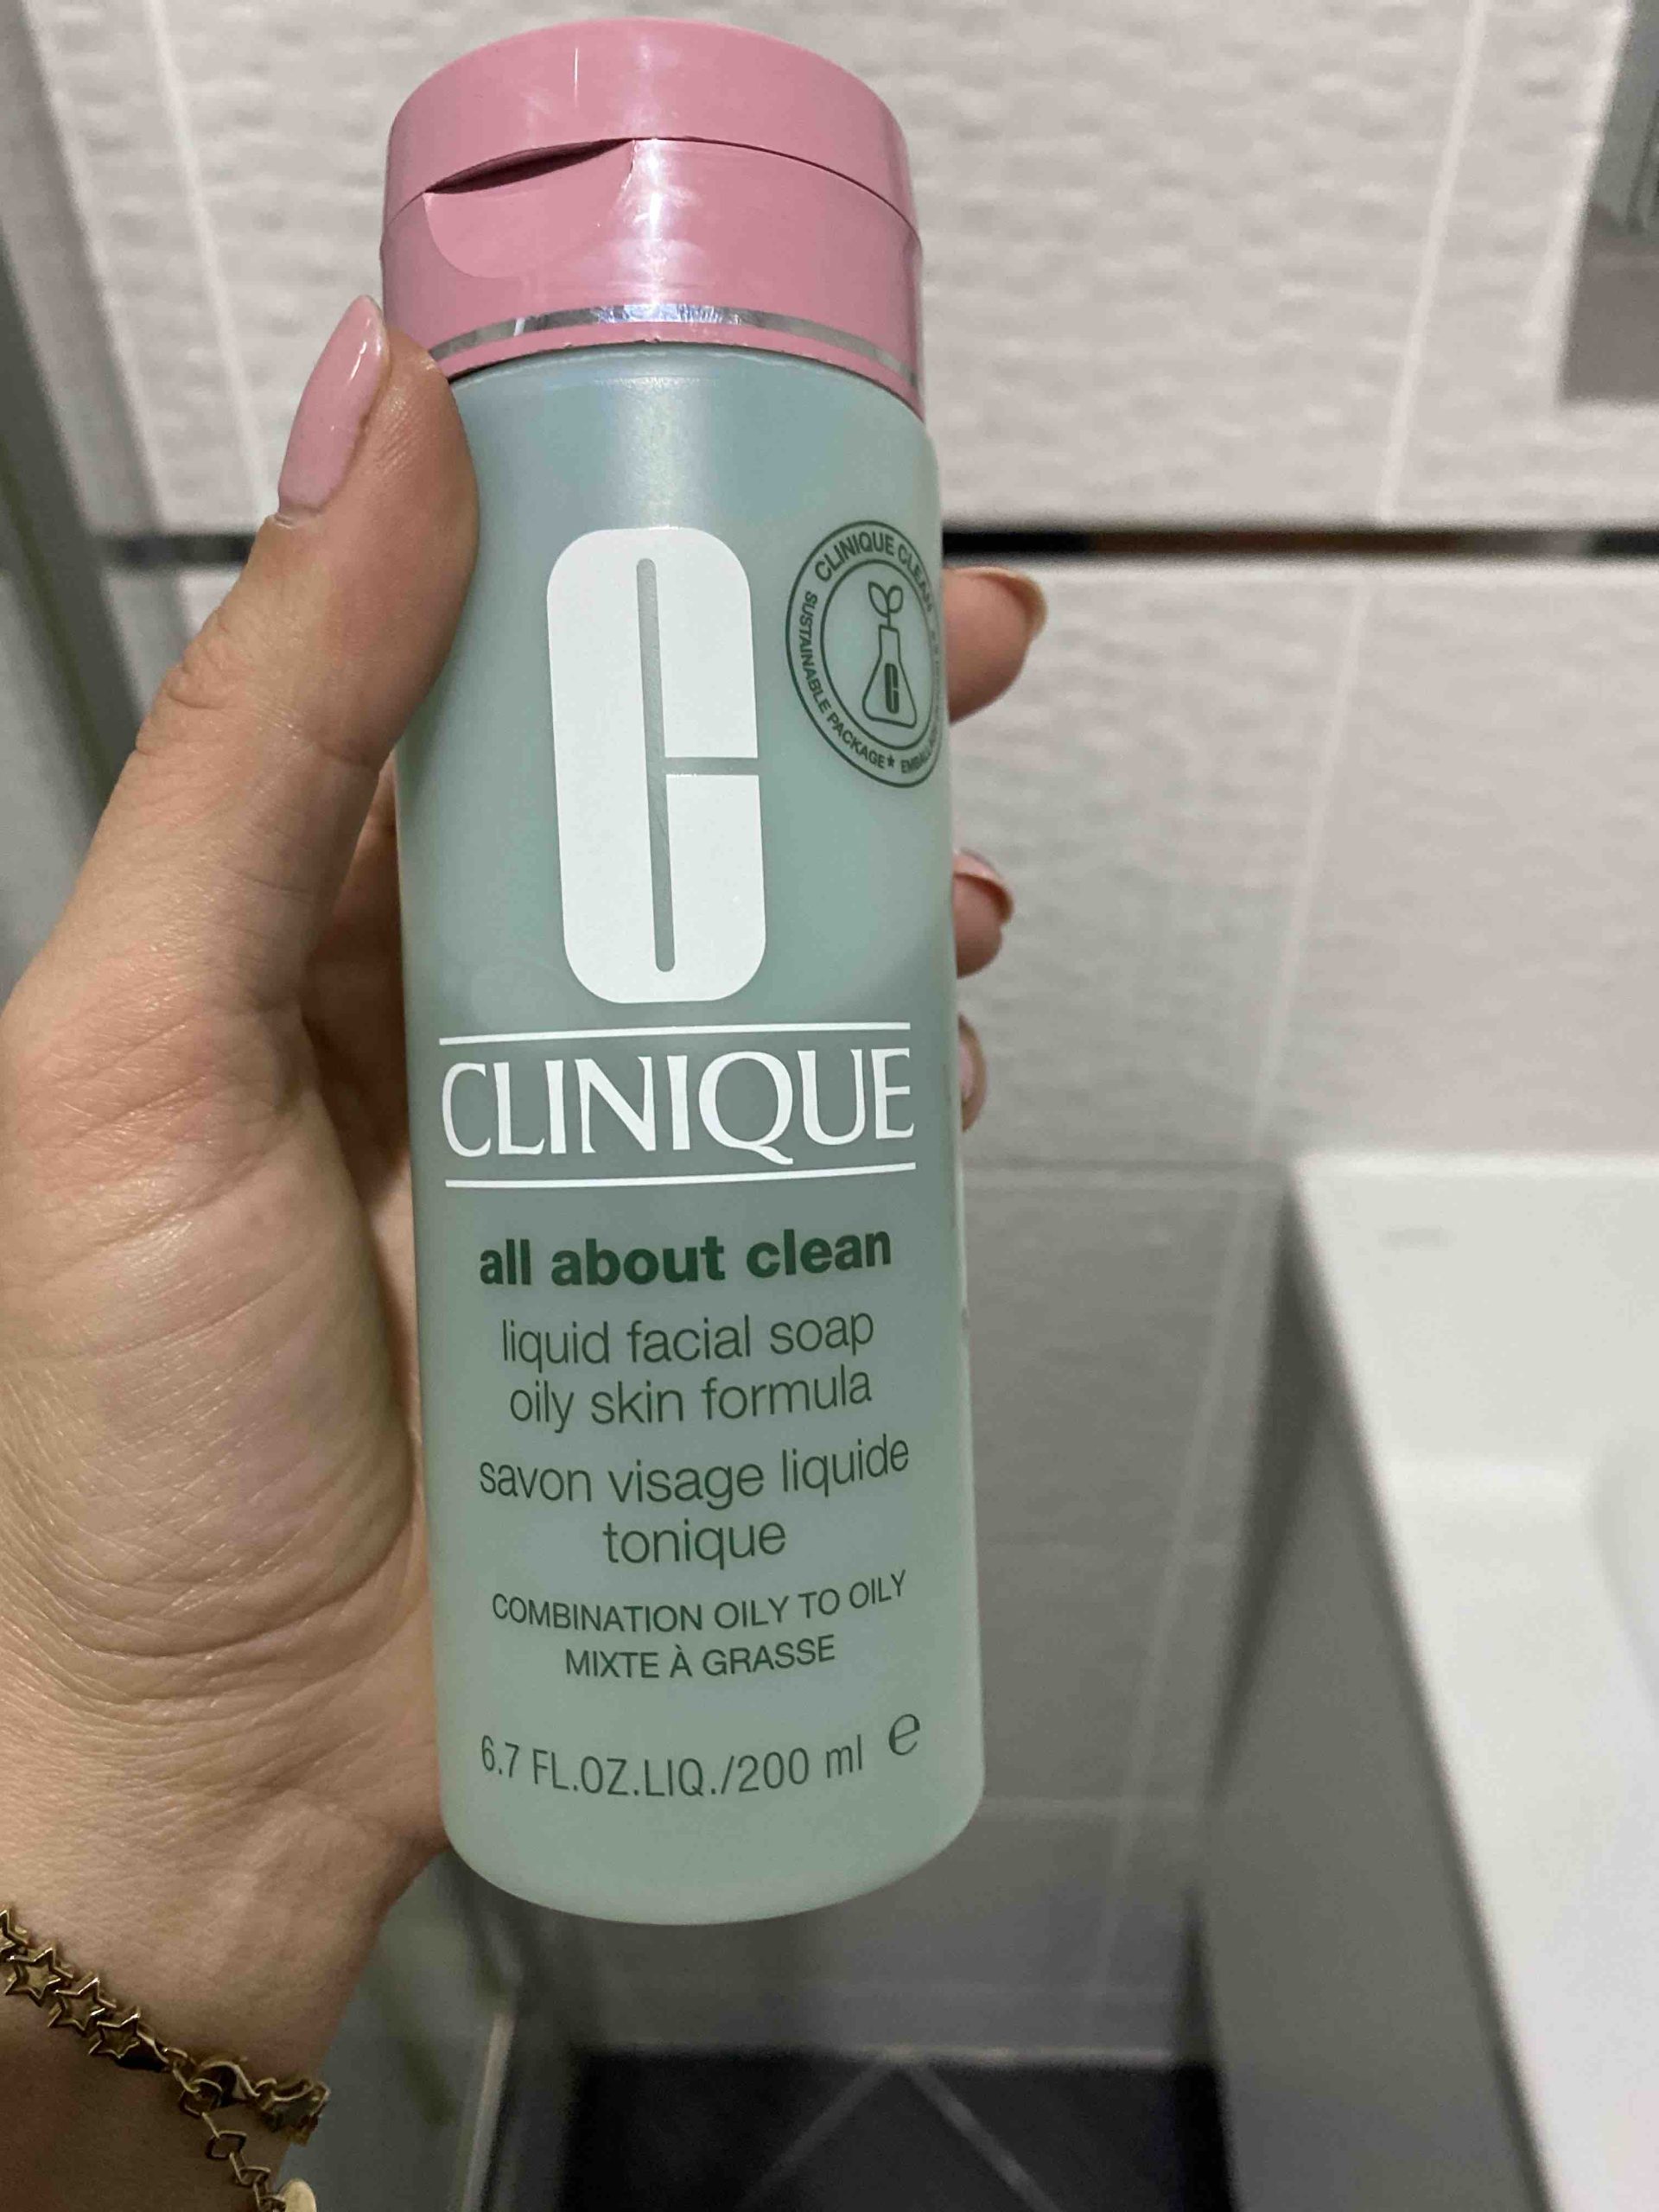 C
CLINIQUE CLEAN
SUSTAINABLE PACKAGE*
C
CLINIQUE
all about clean
liquid facial soap
oily skin formula
savon visage liquide
tonique
COMBINATION OILY TO OILY
MIXTE À GRASSE
6.7 FL.OZ.LIQ./200 ml e